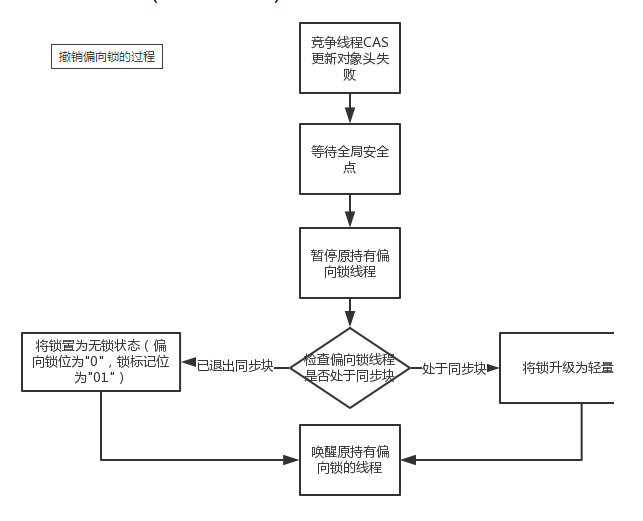 撤销偏向锁的过程
竞争线程CAS
更新对象头失
败
等待全局安全
点
暂停原持有偏
向锁线程
检查偏向锁线程
是否处于同步块
已退出同步块
处于同步块
将锁置为无锁状态（偏
向锁位为"0"，锁标记位
为"01"）
将锁升级为轻量
唤醒原持有偏
向锁的线程